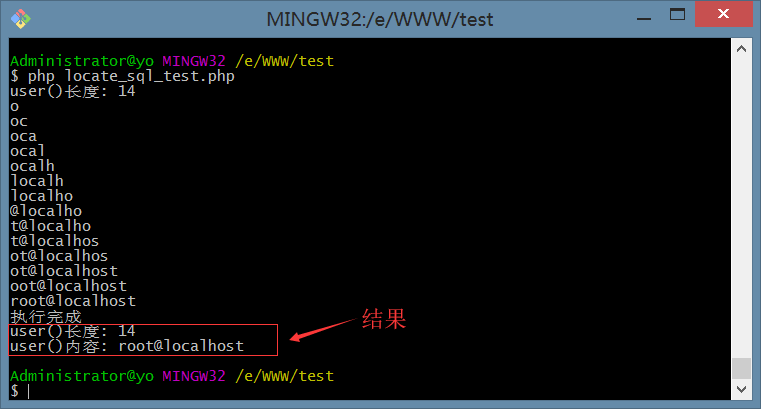 MINGW32:/e/WWW/test
Administrator@yo MINGW32 /e/WWW/test
$ php locate_sql_test.php
user()长度: 14
o
oc
oca
ocal
ocalh
localh
localho
@localho
t@localho
t@localhos
ot@localhos
ot@localhost
oot@localhost
root@localhost
执行完成
user()长度: 14
user()内容: root@localhost
结果
Administrator@yo MINGW32 /e/WWW/test
$